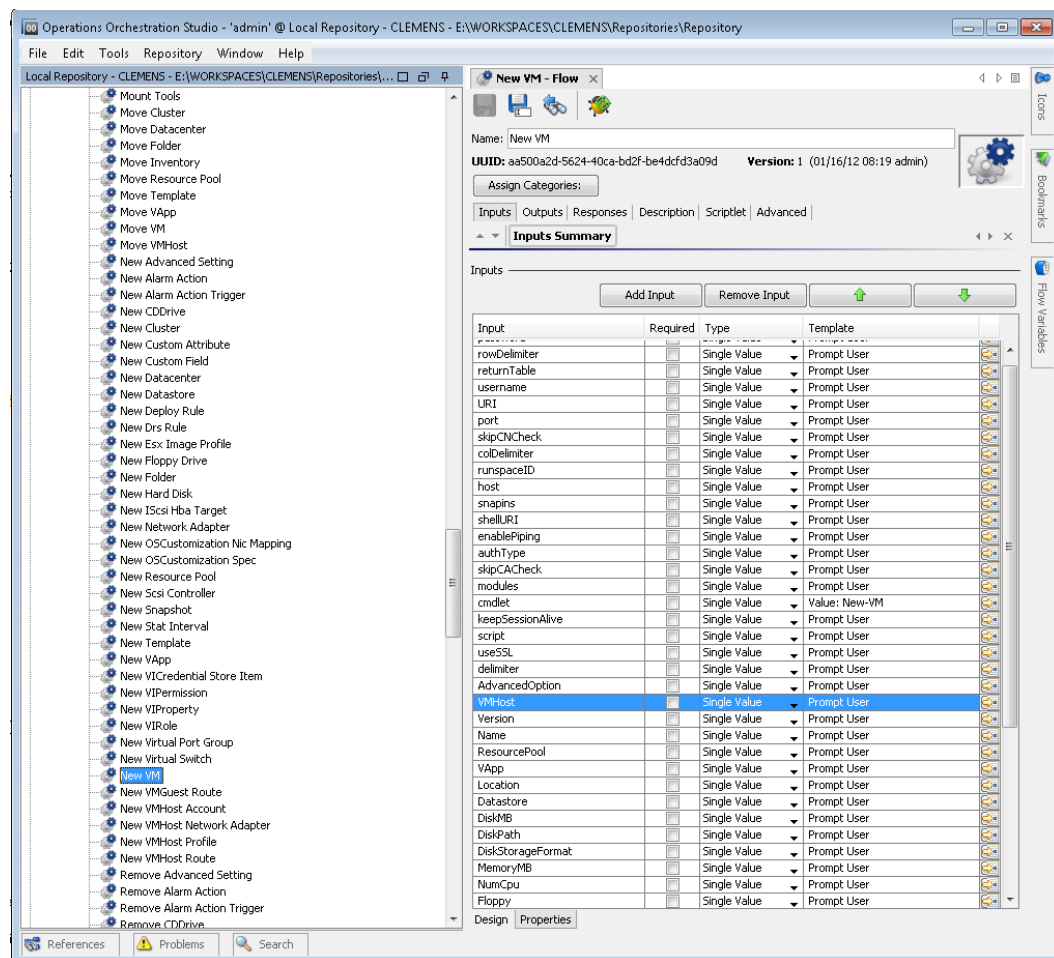 Operations Orchestration Studio - 'admin' @ Local Repository - CLEMENS - E:\WORKSPACES\CLEMENS\Repositories\Repository
File Edit Tools Repository Window Help
Local Repository - CLEMENS - E:\WORKSPACES\CLEMENS\Repositories\...
Mount Tools
Move Cluster
Move Datacenter
Move Folder
Move Inventory
Move Resource Pool
Move Template
Move VApp
Move VM
Move VMHost
New Advanced Setting
New Alarm Action
New Alarm Action Trigger
New CDDrive
New Cluster
New Custom Attribute
New Custom Field
New Datacenter
New Datastore
New Deploy Rule
New Drs Rule
New Esx Image Profile
New Floppy Drive
New Folder
New Hard Disk
New IScsi Hba Target
New Network Adapter
New OSCustomization Nic Mapping
New OSCustomization Spec
New Resource Pool
New Scsi Controller
New Snapshot
New Stat Interval
New Template
New VApp
New VICredential Store Item
New VIPermission
New VIProperty
New VIRole
New Virtual Port Group
New Virtual Switch
New VM
New VMGuest Route
New VMHost Account
New VMHost Network Adapter
New VMHost Profile
New VMHost Route
Remove Advanced Setting
Remove Alarm Action
Remove Alarm Action Trigger
Remove CDDrive
References Problems Search
New VM - Flow
Name: New VM
UUID: aa500a2d-5624-40ca-bd2f-be4dcfd3a09d Version: 1 (01/16/12 08:19 admin)
Assign Categories:
Inputs Outputs Responses Description Scriptlet Advanced
Inputs Summary
Inputs
Add Input Remove Input
Input Required Type Template
rowDelimiter Single Value Prompt User
returnTable Single Value Prompt User
username Single Value Prompt User
URI Single Value Prompt User
port Single Value Prompt User
skipCNCheck Single Value Prompt User
colDelimiter Single Value Prompt User
runspaceID Single Value Prompt User
host Single Value Prompt User
snapins Single Value Prompt User
shellURI Single Value Prompt User
enablePiping Single Value Prompt User
authType Single Value Prompt User
skipCACheck Single Value Prompt User
modules Single Value Prompt User
cmdlet Single Value Value: New-VM
keepSessionAlive Single Value Prompt User
script Single Value Prompt User
useSSL Single Value Prompt User
delimiter Single Value Prompt User
AdvancedOption Single Value Prompt User
VMHost Single Value Prompt User
Version Single Value Prompt User
Name Single Value Prompt User
ResourcePool Single Value Prompt User
VApp Single Value Prompt User
Location Single Value Prompt User
Datastore Single Value Prompt User
DiskMB Single Value Prompt User
DiskPath Single Value Prompt User
DiskStorageFormat Single Value Prompt User
MemoryMB Single Value Prompt User
NumCpu Single Value Prompt User
Floppy Single Value Prompt User
Design Properties
Icons
Bookmarks
Flow Variables